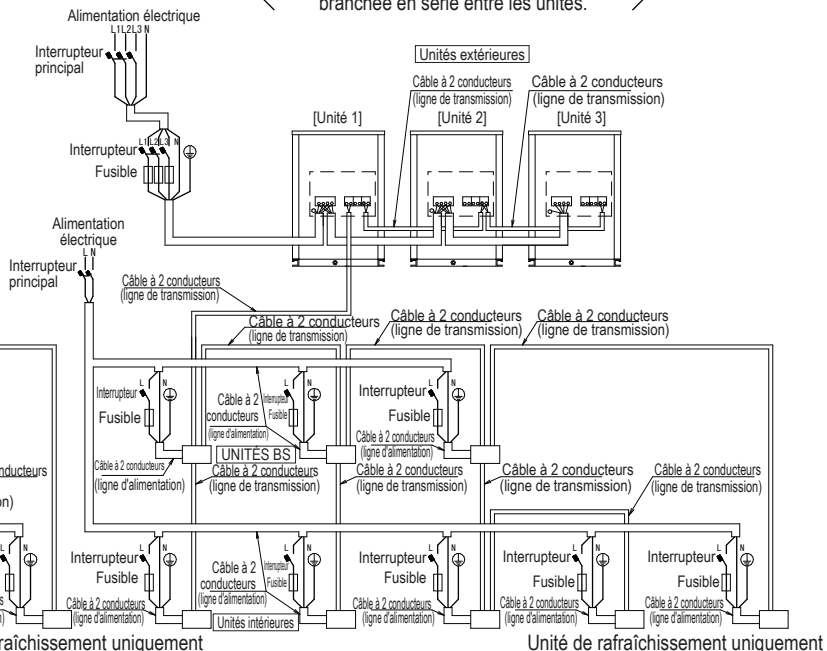 branchée en série entre les unités.
Alimentation électrique
L1L2L3 N
Interrupteur
principal
Unités extérieures
Câble à 2 conducteurs
(ligne de transmission)
Câble à 2 conducteurs
(ligne de transmission)
[Unité 1]
[Unité 2]
[Unité 3]
L1 L2 L3 N
Interrupteur
Fusible
Alimentation
électrique
L N
Interrupteur
principal
Câble à 2 conducteurs
(ligne de transmission)
Câble à 2 conducteurs
(ligne de transmission)
Câble à 2 conducteurs
(ligne de transmission)
Câble à 2 conducteurs
(ligne de transmission)
L N
Interrupteur
Fusible
Câble à 2
conducteurs
(ligne d'alimentation)
L N
Interrupteur
Fusible
L N
Interrupteur
Fusible
Câble à 2 conducteurs
(ligne d'alimentation)
UNITÉS BS
Câble à 2 conducteurs
(ligne d'alimentation)
Câble à 2 conducteurs
(ligne de transmission)
Câble à 2 conducteurs
(ligne de transmission)
Câble à 2 conducteurs
(ligne de transmission)
Câble à 2 conducteurs
(ligne de transmission)
L N
L N
Interrupteur
Fusible
Câble à 2 conducteurs
(ligne d'alimentation)
Câble à 2
conducteurs
(ligne d'alimentation)
L N
Interrupteur
Fusible
Unités intérieures
L N
Interrupteur
Fusible
Câble à 2 conducteurs
(ligne d'alimentation)
L N
Interrupteur
Fusible
Câble à 2 conducteurs
(ligne d'alimentation)
L N
Interrupteur
Fusible
Câble à 2 conducteurs
(ligne d'alimentation)
raîchissement uniquement
Unité de rafraîchissement uniquement